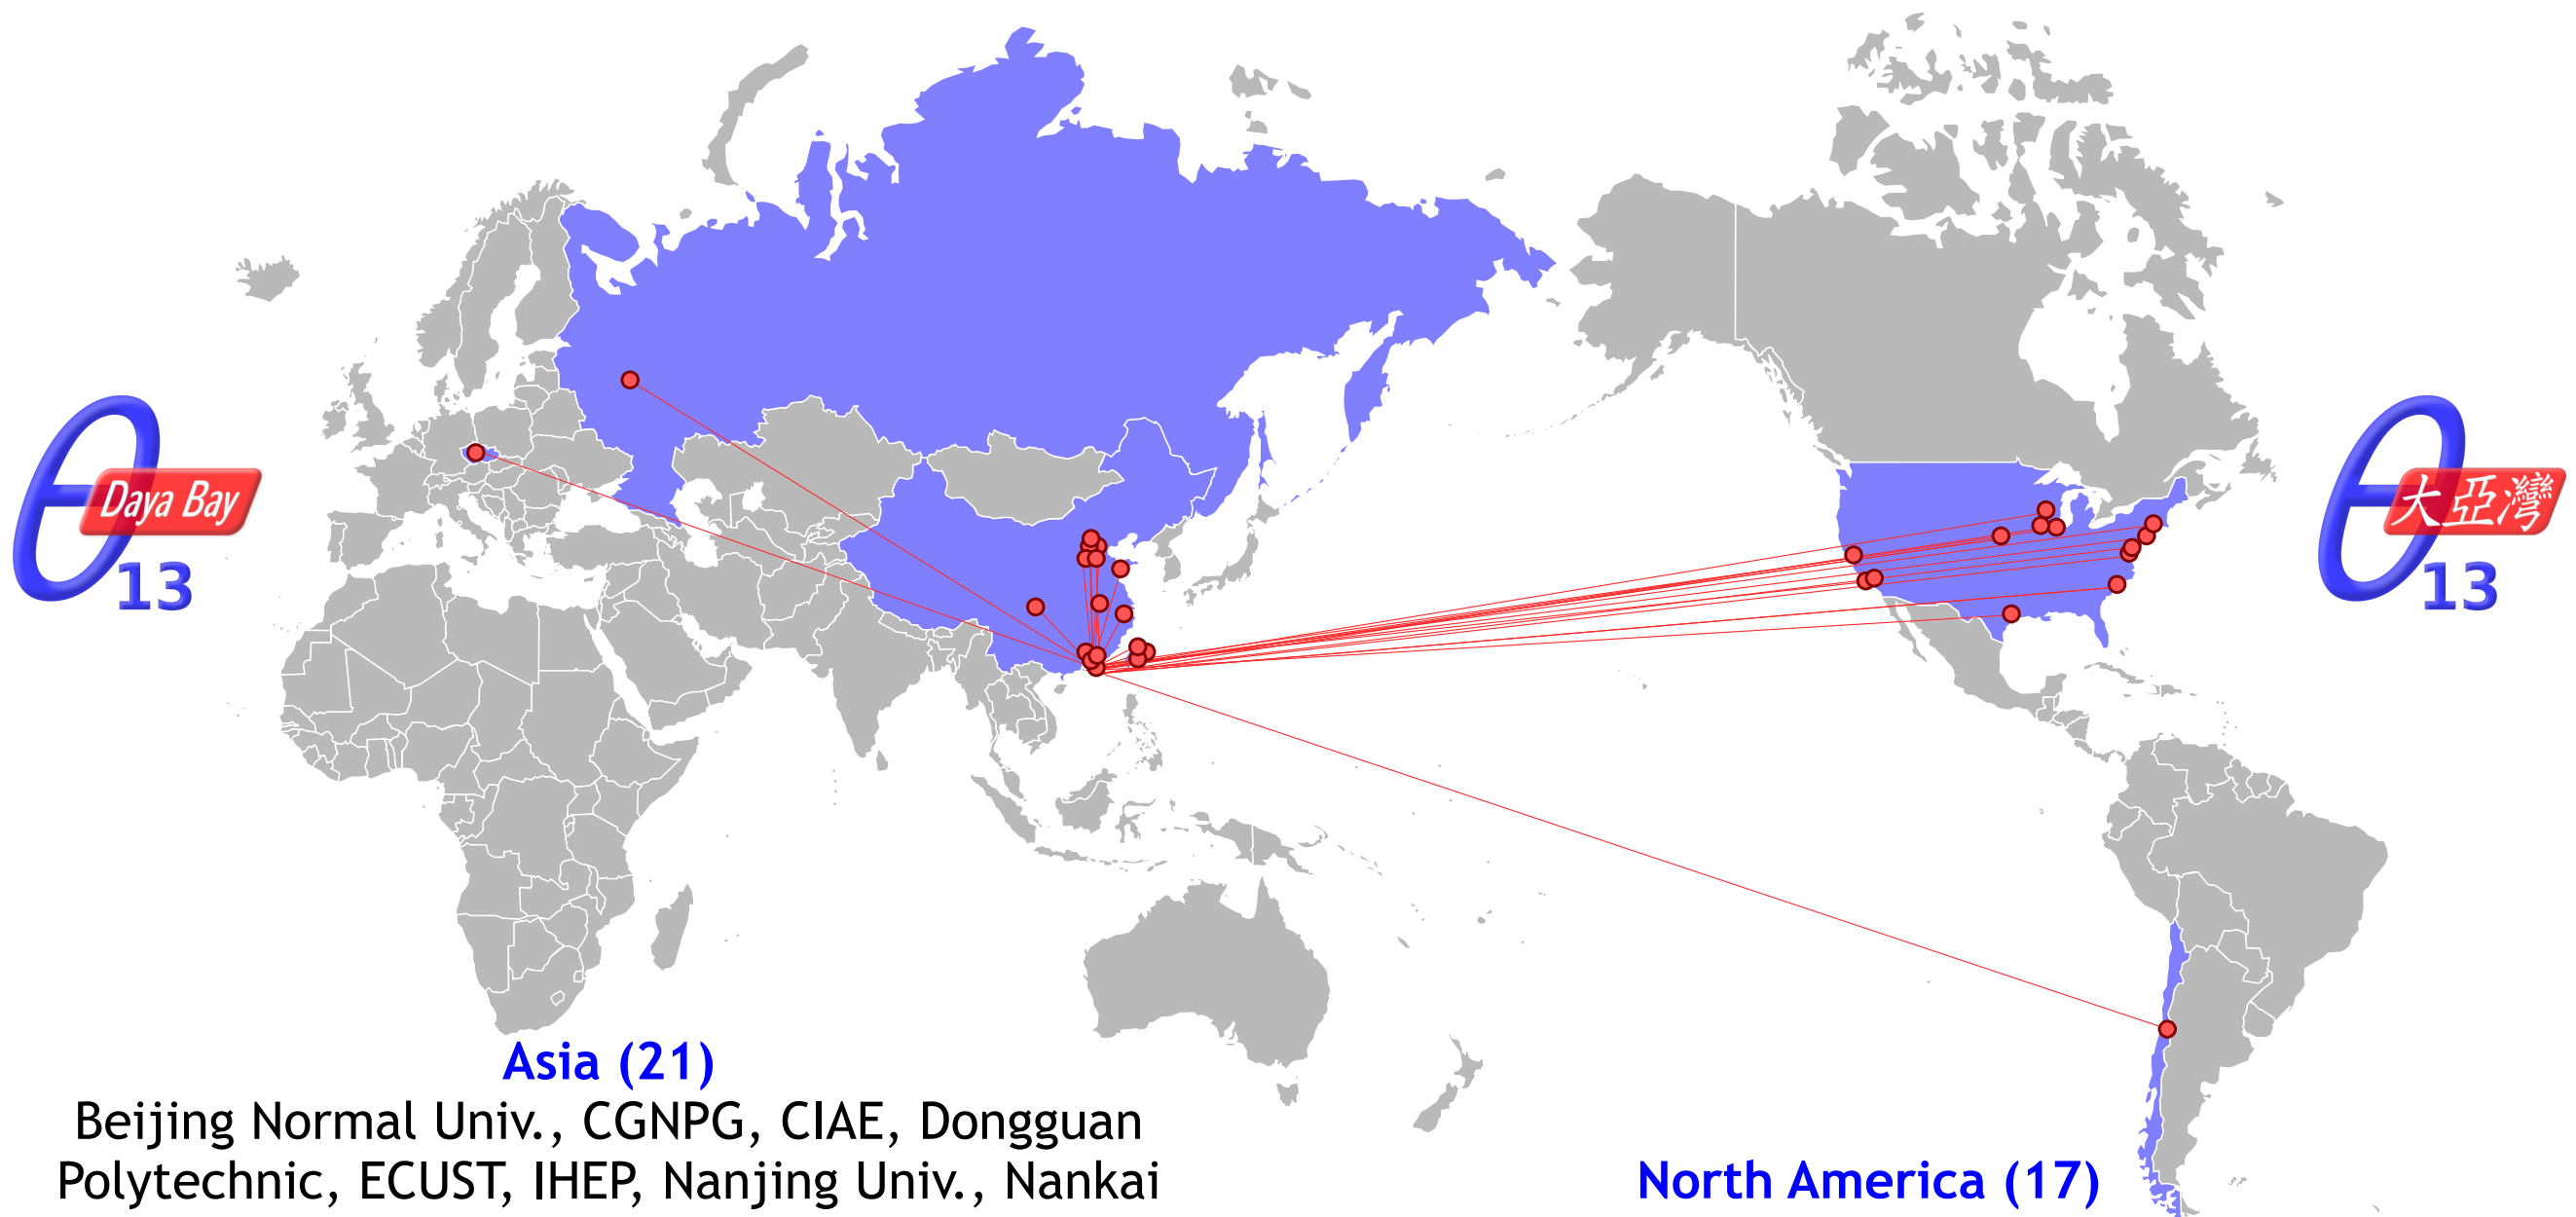 θ
Daya Bay
13
θ
大亞灣
13
Asia (21)
Beijing Normal Univ., CGNPG, CIAE, Dongguan
Polytechnic, ECUST, IHEP, Nanjing Univ., Nankai
North America (17)